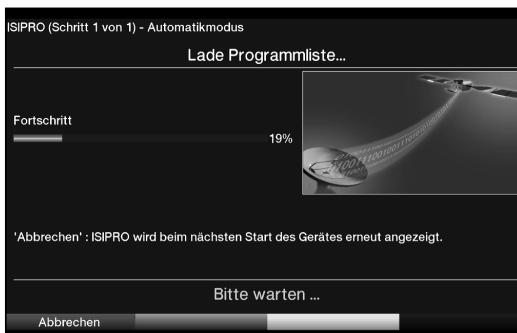 ISIPRO (Schritt 1 von 1) - Automatikmodus
Lade Programmliste...
Fortschritt
19%
'Abbrechen' : ISIPRO wird beim nächsten Start des Gerätes erneut angezeigt.
Bitte warten ...
Abbrechen